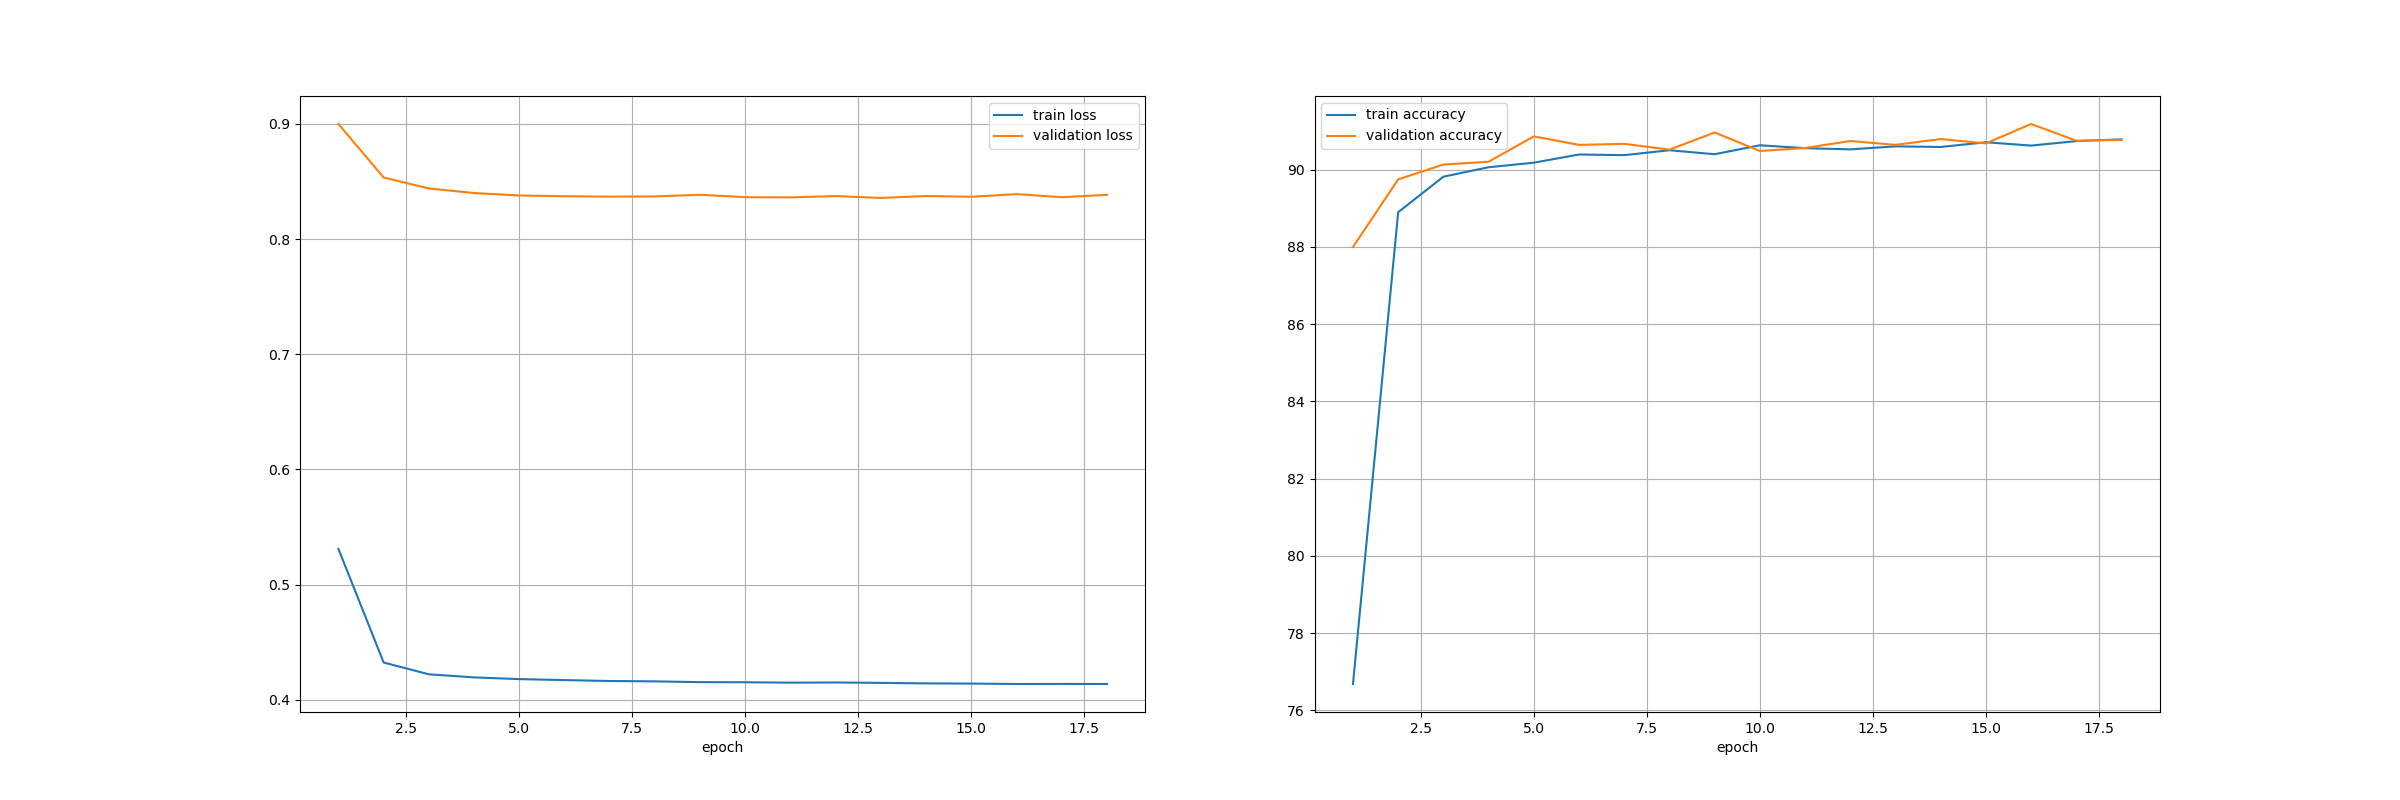 train loss
validation loss
0.9
0.8
0.7
0.6
0.5
0.4
2.5 5.0 7.5 10.0 12.5 15.0 17.5
epoch
train accuracy
validation accuracy
90
88
86
84
82
80
78
76
2.5 5.0 7.5 10.0 12.5 15.0 17.5
epoch